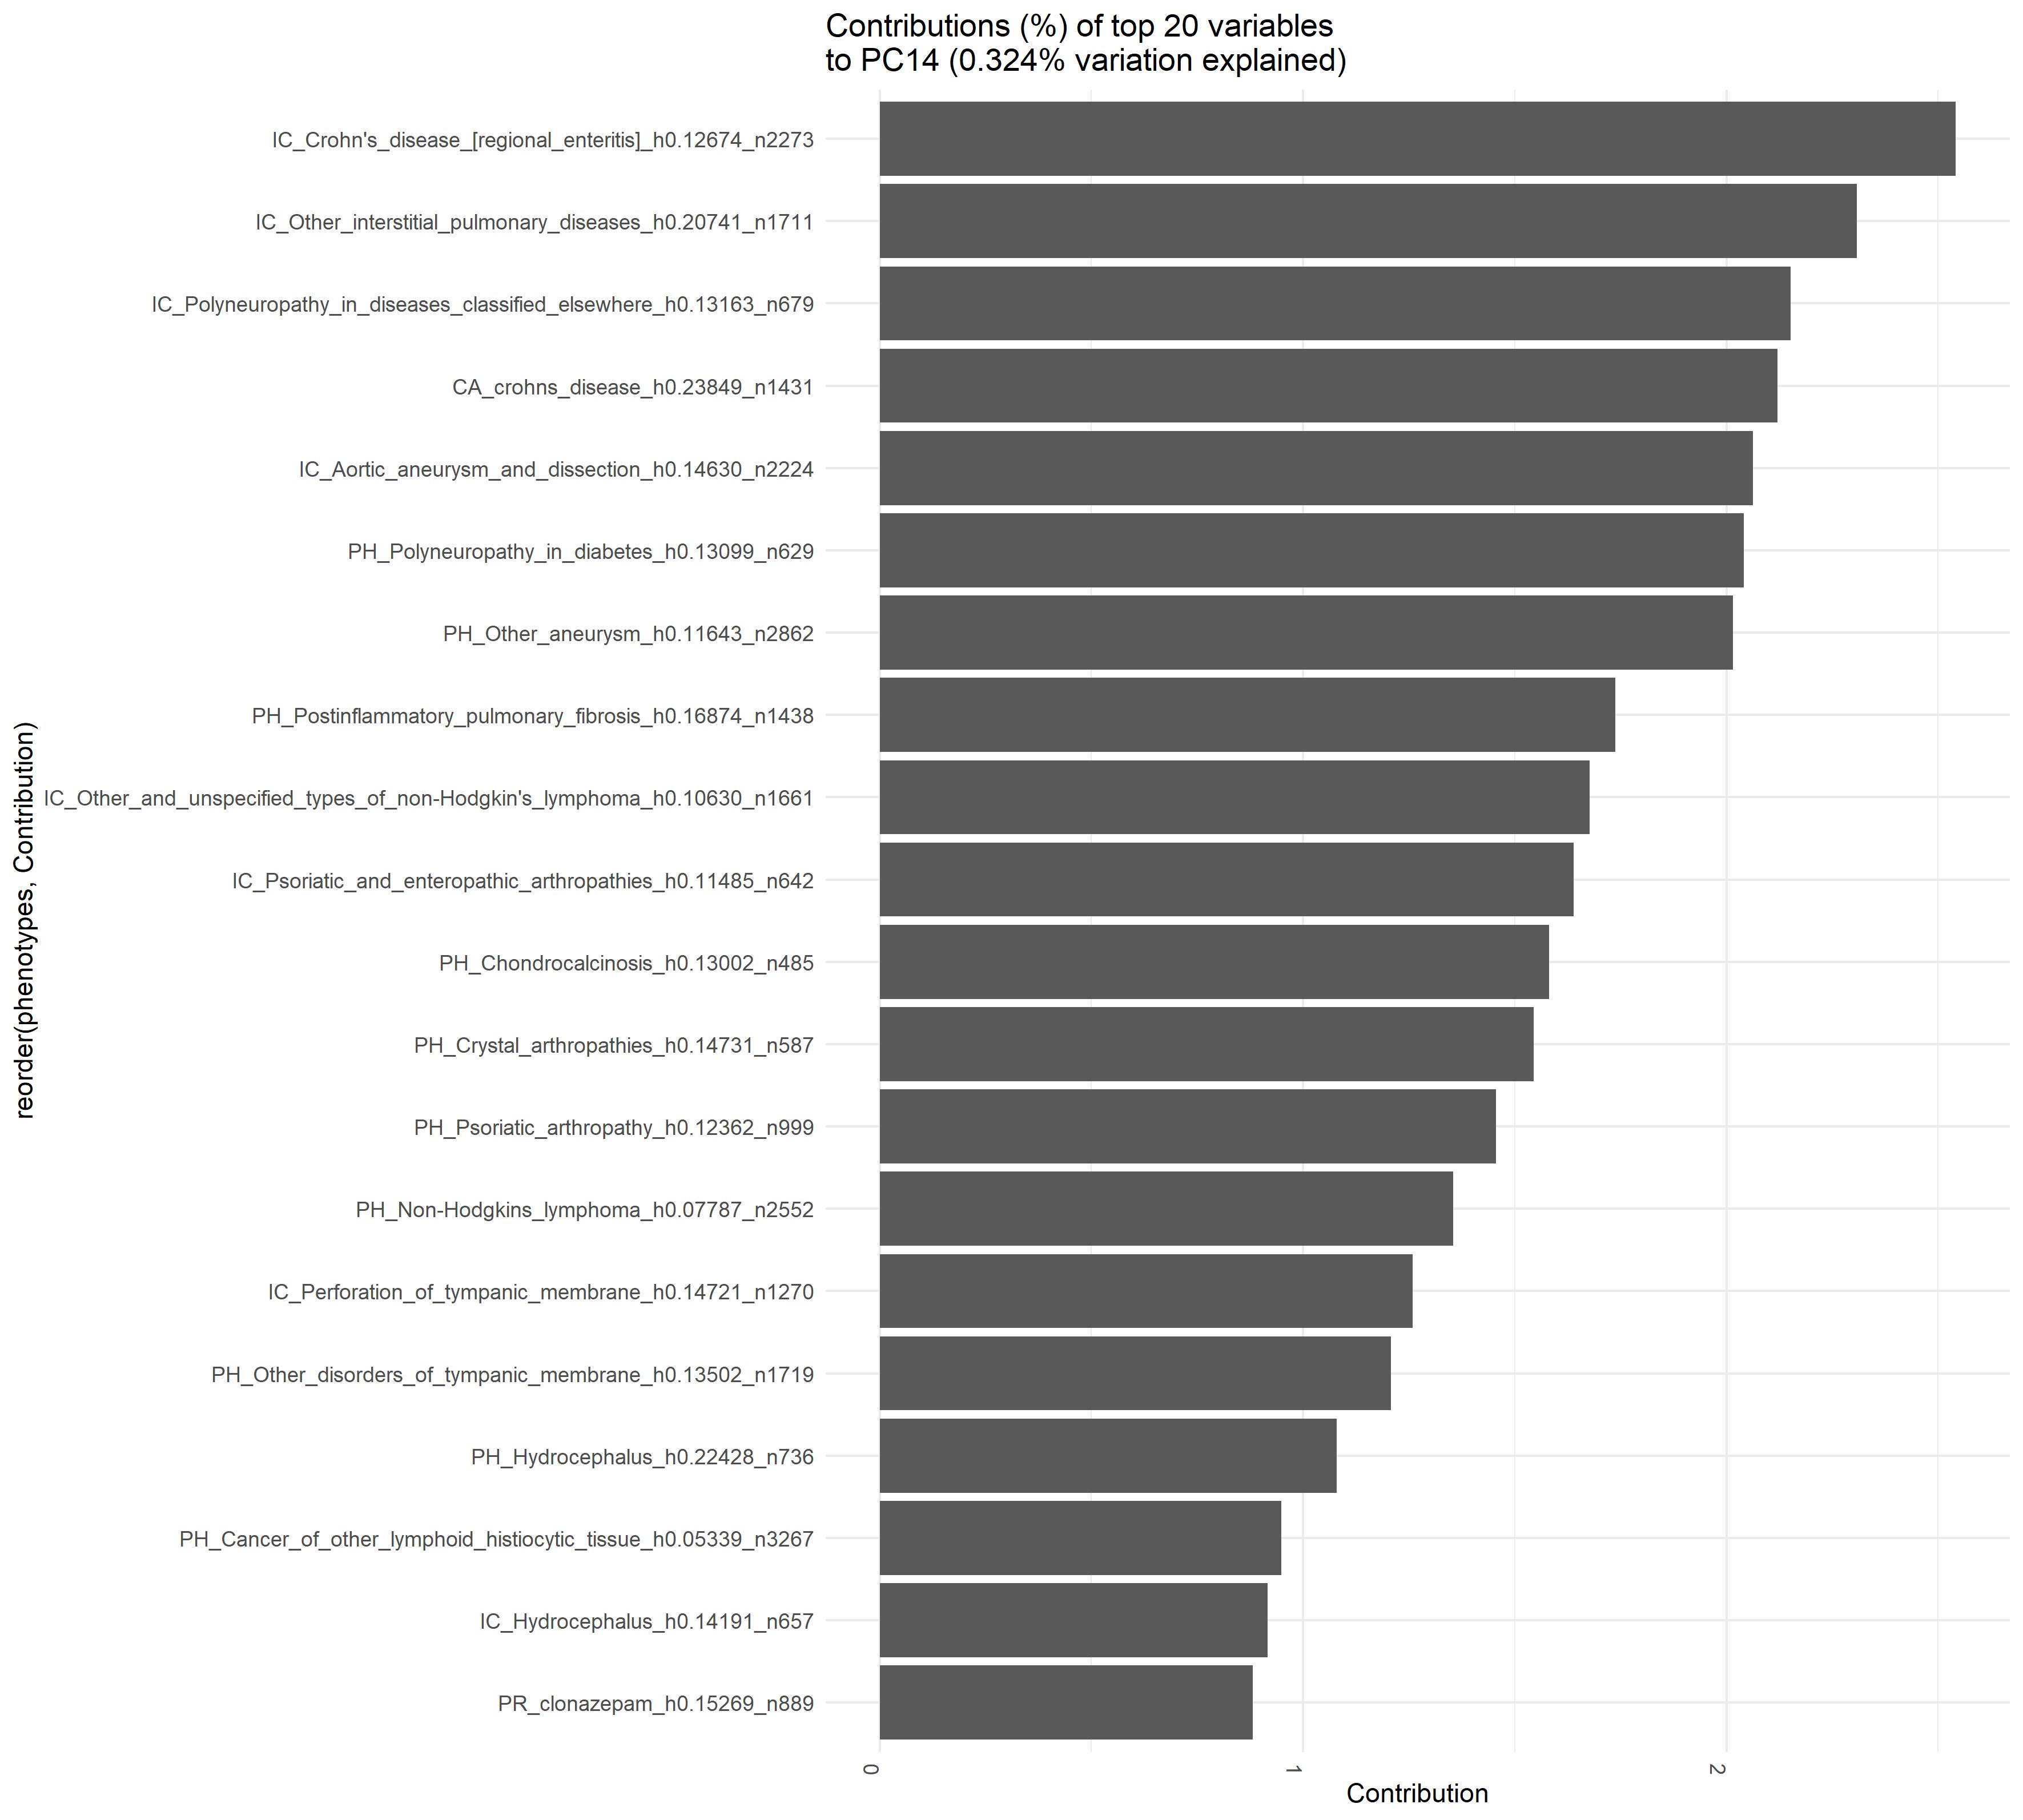 Contributions (%) of top 20 variables
to PC14 (0.324% variation explained)
reorder(phenotypes, Contribution)
IC_Crohn's_disease_[regional_enteritis]_h0.12674_n2273
IC_Other_interstitial_pulmonary_diseases_h0.20741_n1711
IC_Polyneuropathy_in_diseases_classified_elsewhere_h0.13163_n679
CA_crohns_disease_h0.23849_n1431
IC_Aortic_aneurysm_and_dissection_h0.14630_n2224
PH_Polyneuropathy_in_diabetes_h0.13099_n629
PH_Other_aneurysm_h0.11643_n2862
PH_Postinflammatory_pulmonary_fibrosis_h0.16874_n1438
IC_Other_and_unspecified_types_of_non-Hodgkin's_lymphoma_h0.10630_n1661
IC_Psoriatic_and_enteropathic_arthropathies_h0.11485_n642
PH_Chondrocalcinosis_h0.13002_n485
PH_Crystal_arthropathies_h0.14731_n587
PH_Psoriatic_arthropathy_h0.12362_n999
PH_Non-Hodgkins_lymphoma_h0.07787_n2552
IC_Perforation_of_tympanic_membrane_h0.14721_n1270
PH_Other_disorders_of_tympanic_membrane_h0.13502_n1719
PH_Hydrocephalus_h0.22428_n736
PH_Cancer_of_other_lymphoid_histiocytic_tissue_h0.05339_n3267
IC_Hydrocephalus_h0.14191_n657
PR_clonazepam_h0.15269_n889
0 1 2
Contribution